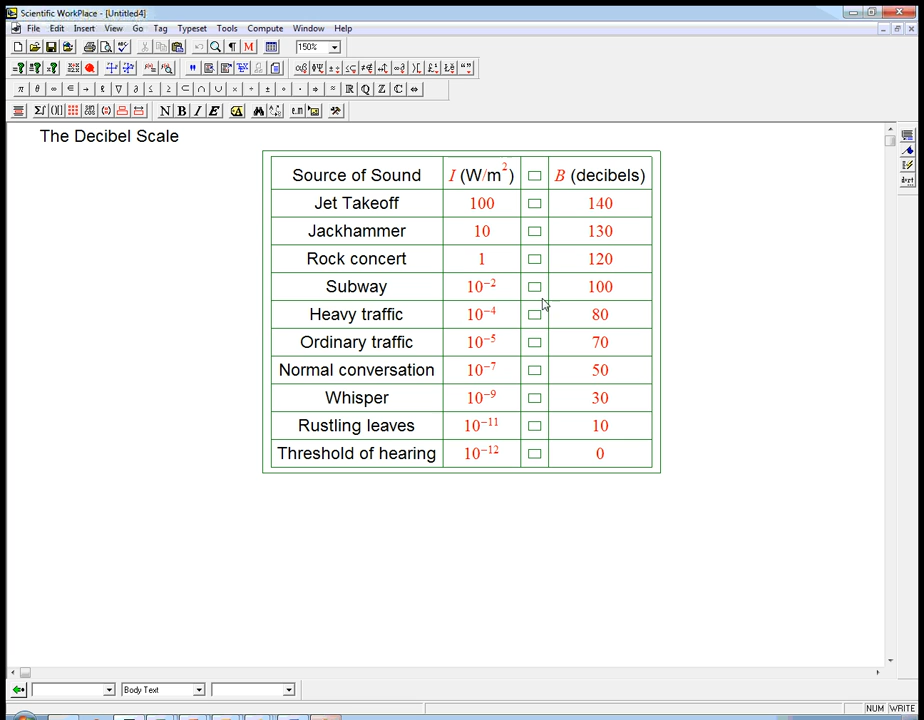 Scientific WorkPlace - [Untitled4]
File Edit Insert View Go Tag Typeset Tools Compute Window Help
150%
N B I E
The Decibel Scale
Source of Sound I (W/m²) B (decibels)
Jet Takeoff 100 140
Jackhammer 10 130
Rock concert 1 120
Subway 10⁻² 100
Heavy traffic 10⁻⁴ 80
Ordinary traffic 10⁻⁵ 70
Normal conversation 10⁻⁷ 50
Whisper 10⁻⁹ 30
Rustling leaves 10⁻¹¹ 10
Threshold of hearing 10⁻¹² 0
Body Text
NUM WRITE